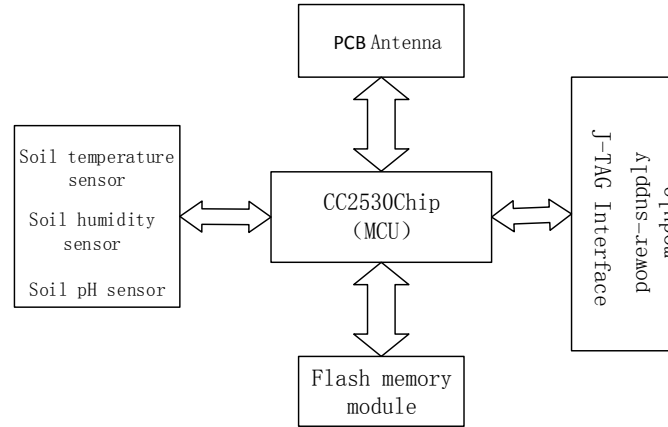 PCB Antenna
Soil temperature
sensor
Soil humidity
sensor
Soil pH sensor
CC2530Chip
(MCU)
J-TAG Interface
power-supply
Flash memory
module